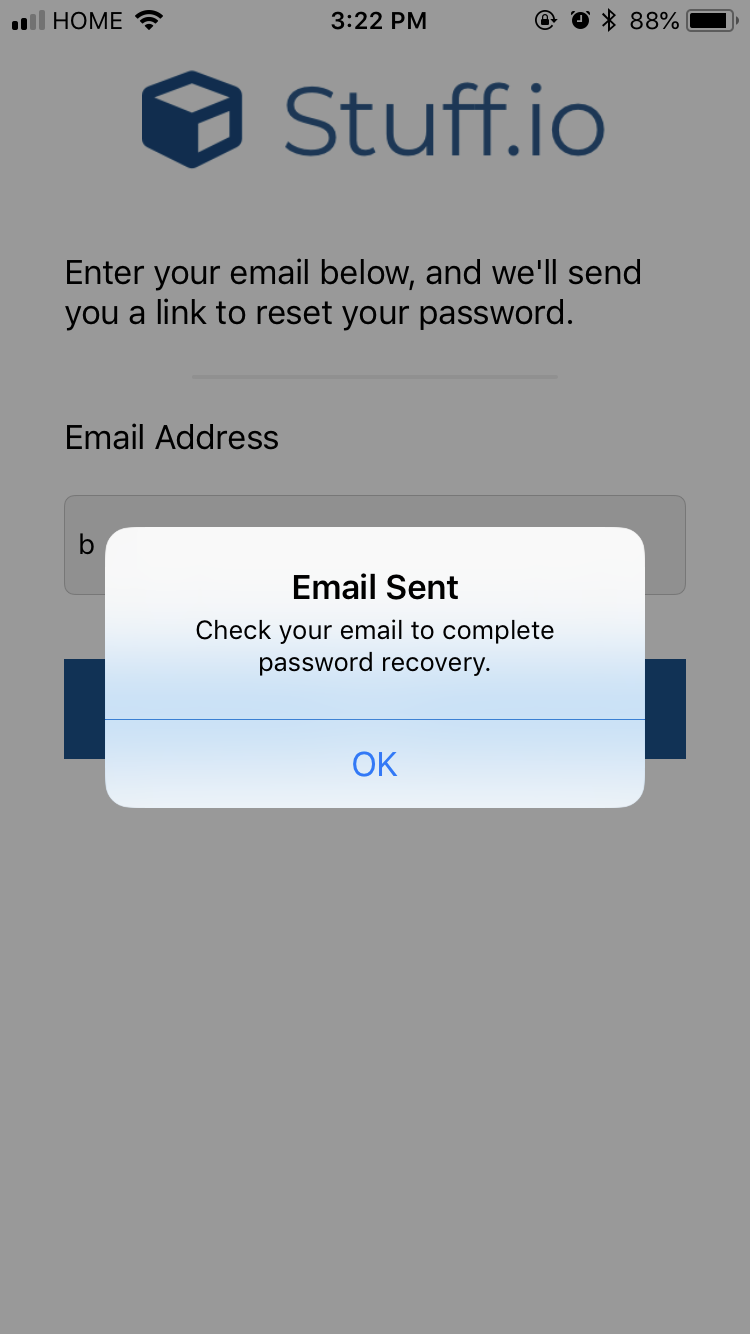 HOME 3:22 PM 88%
Stuff.io
Enter your email below, and we'll send
you a link to reset your password.
Email Address
b
Email Sent
Check your email to complete
password recovery.
OK